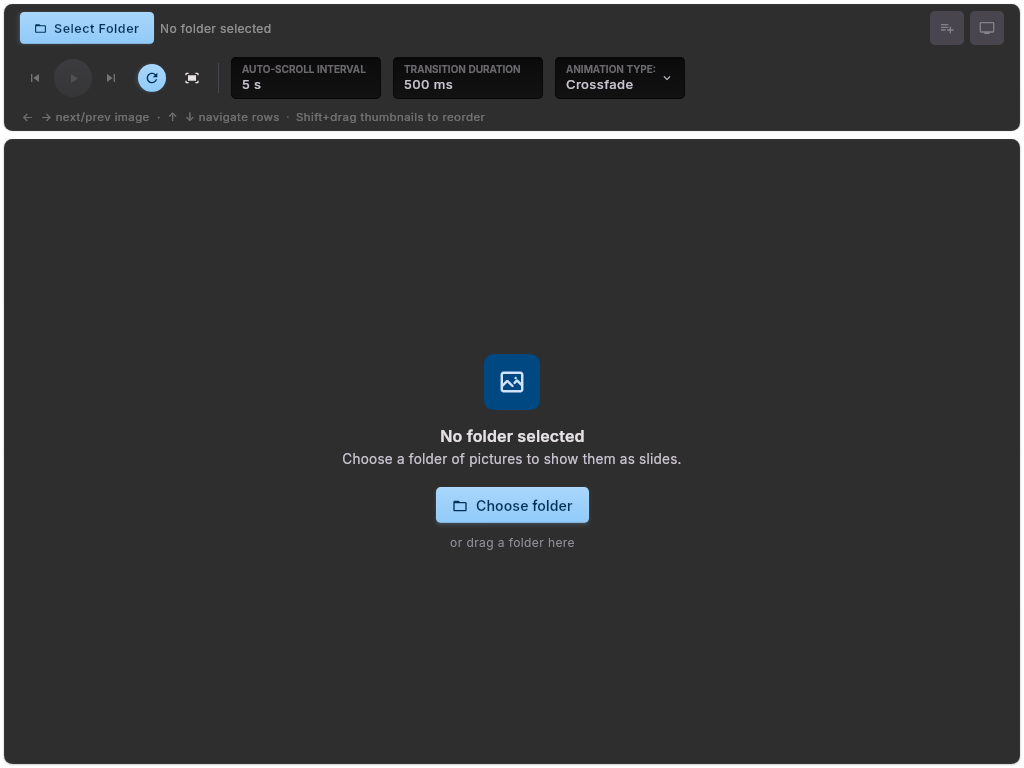 Select Folder
No folder selected
AUTO-SCROLL INTERVAL
5 s
TRANSITION DURATION
500 ms
ANIMATION TYPE:
Crossfade
← → next/prev image · ↑ ↓ navigate rows · Shift+drag thumbnails to reorder
No folder selected
Choose a folder of pictures to show them as slides.
Choose folder
or drag a folder here